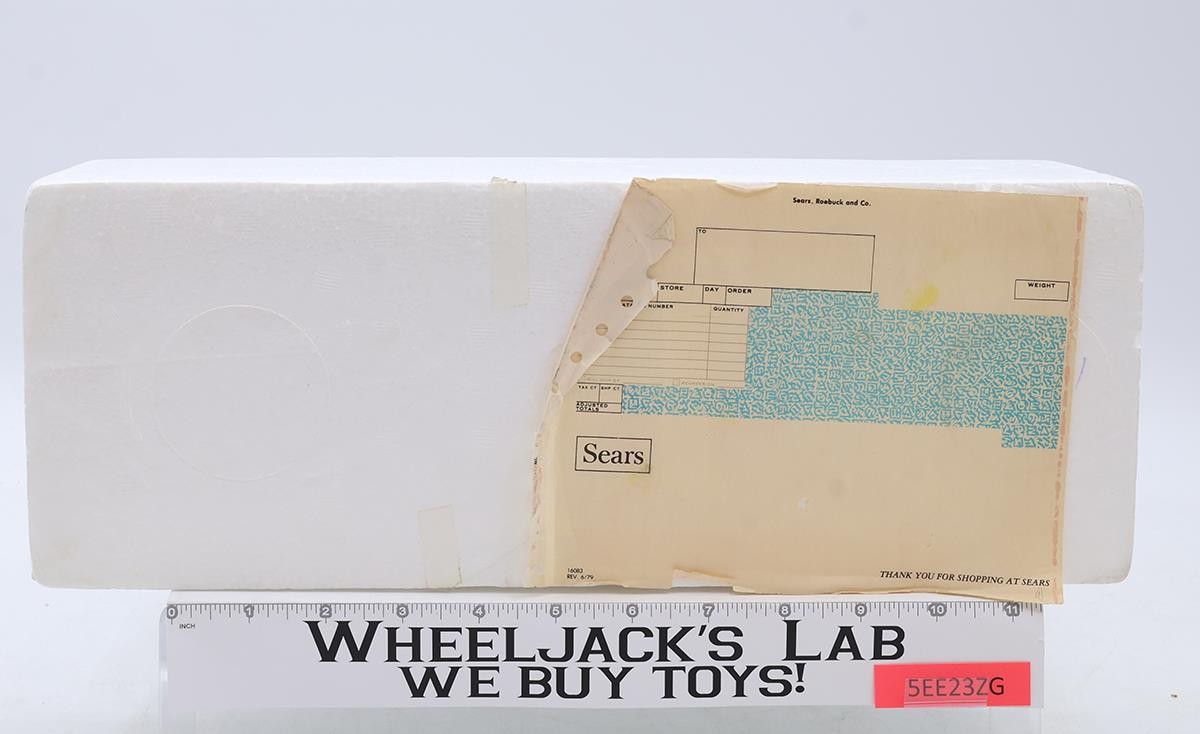 Sears, Roebuck and Co.
TO
WEIGHT
STORE DAY ORDER
NUMBER QUANTITY
TAX CT SHP CT
ADJUSTED
TOTALS
Sears
16083
REV. 6/79
THANK YOU FOR SHOPPING AT SEARS
0 1 2 3 4 5 6 7 8 9 10 11
INCH
WHEELJACK'S LAB
WE BUY TOYS!
5EE23ZG